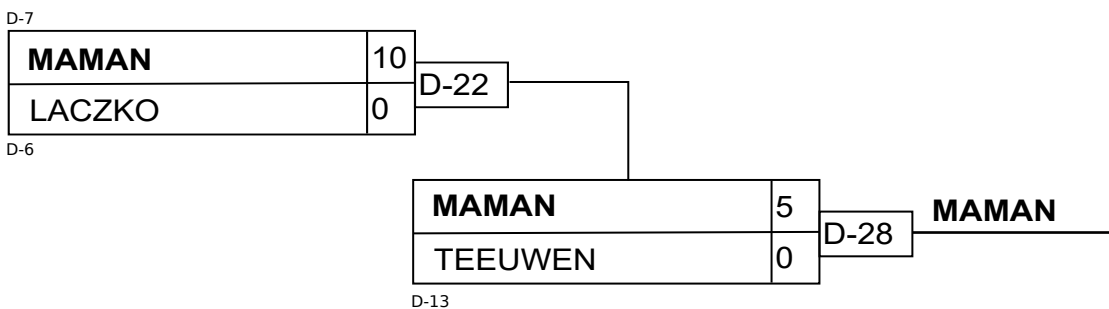 D-7
MAMAN 10
D-22
LACZKO 0
D-6
MAMAN 5
MAMAN
D-28
TEEUWEN 0
D-13